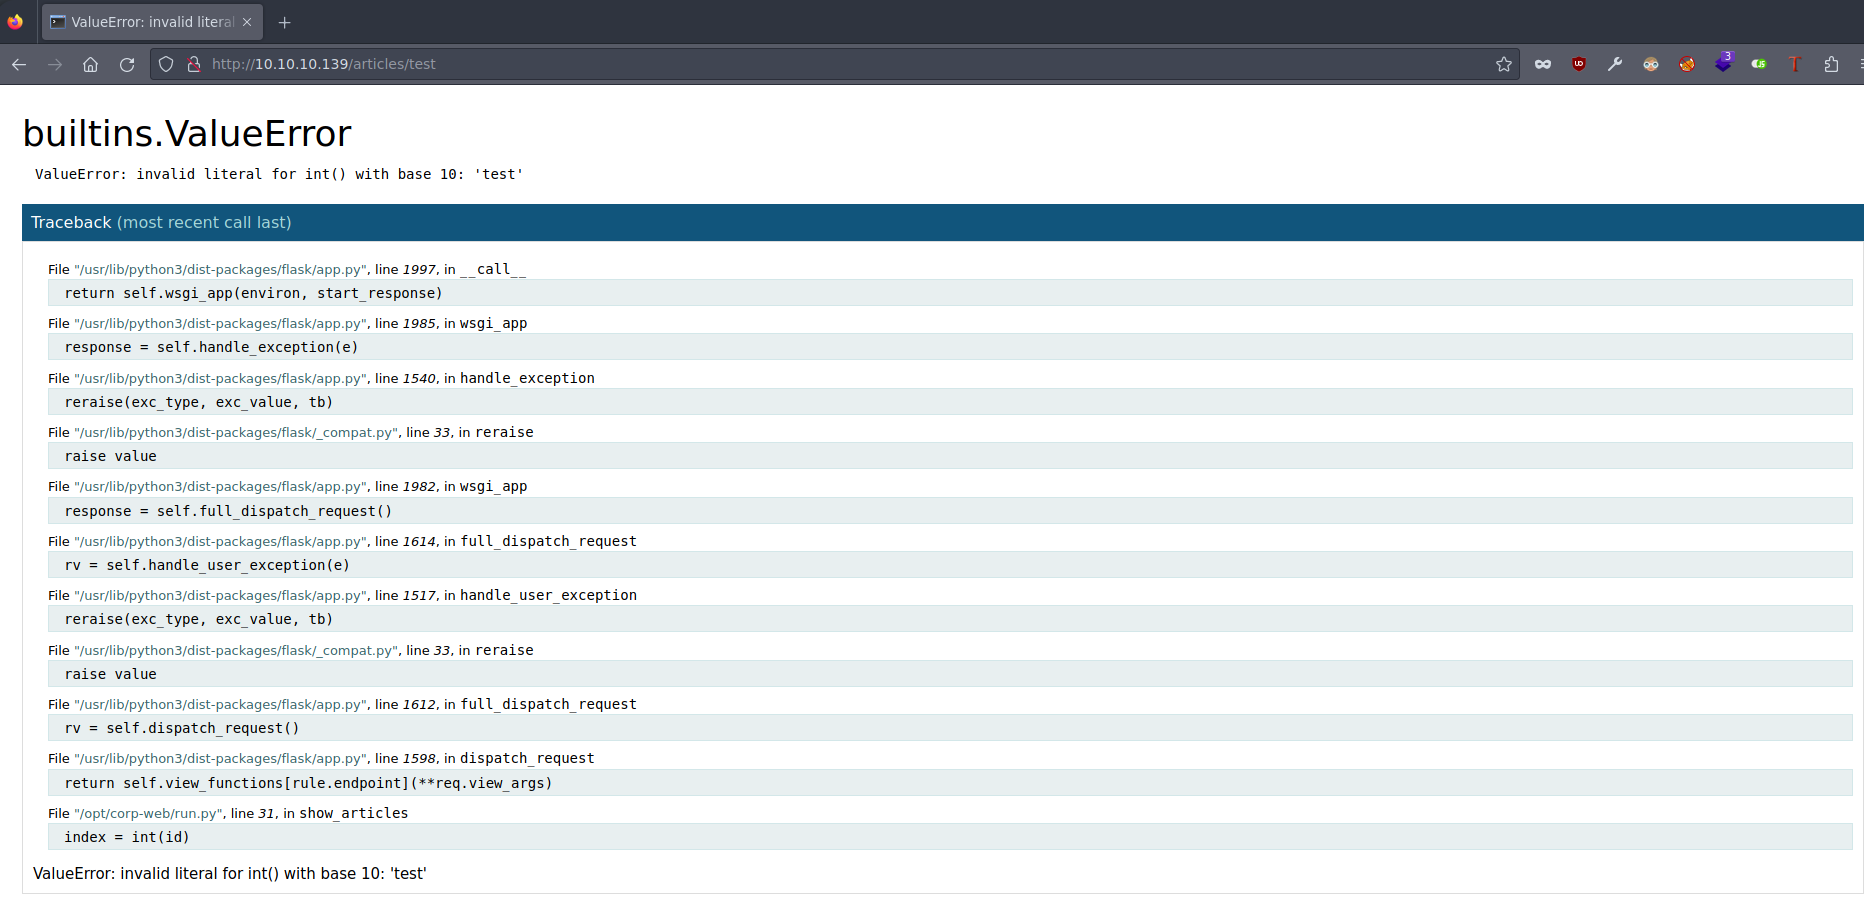 ValueError: invalid literal
http://10.10.10.139/articles/test
3
builtins.ValueError
ValueError: invalid literal for int() with base 10: 'test'
Traceback (most recent call last)
File "/usr/lib/python3/dist-packages/flask/app.py", line 1997, in __call__
return self.wsgi_app(environ, start_response)
File "/usr/lib/python3/dist-packages/flask/app.py", line 1985, in wsgi_app
response = self.handle_exception(e)
File "/usr/lib/python3/dist-packages/flask/app.py", line 1540, in handle_exception
reraise(exc_type, exc_value, tb)
File "/usr/lib/python3/dist-packages/flask/_compat.py", line 33, in reraise
raise value
File "/usr/lib/python3/dist-packages/flask/app.py", line 1982, in wsgi_app
response = self.full_dispatch_request()
File "/usr/lib/python3/dist-packages/flask/app.py", line 1614, in full_dispatch_request
rv = self.handle_user_exception(e)
File "/usr/lib/python3/dist-packages/flask/app.py", line 1517, in handle_user_exception
reraise(exc_type, exc_value, tb)
File "/usr/lib/python3/dist-packages/flask/_compat.py", line 33, in reraise
raise value
File "/usr/lib/python3/dist-packages/flask/app.py", line 1612, in full_dispatch_request
rv = self.dispatch_request()
File "/usr/lib/python3/dist-packages/flask/app.py", line 1598, in dispatch_request
return self.view_functions[rule.endpoint](**req.view_args)
File "/opt/corp-web/run.py", line 31, in show_articles
index = int(id)
ValueError: invalid literal for int() with base 10: 'test'